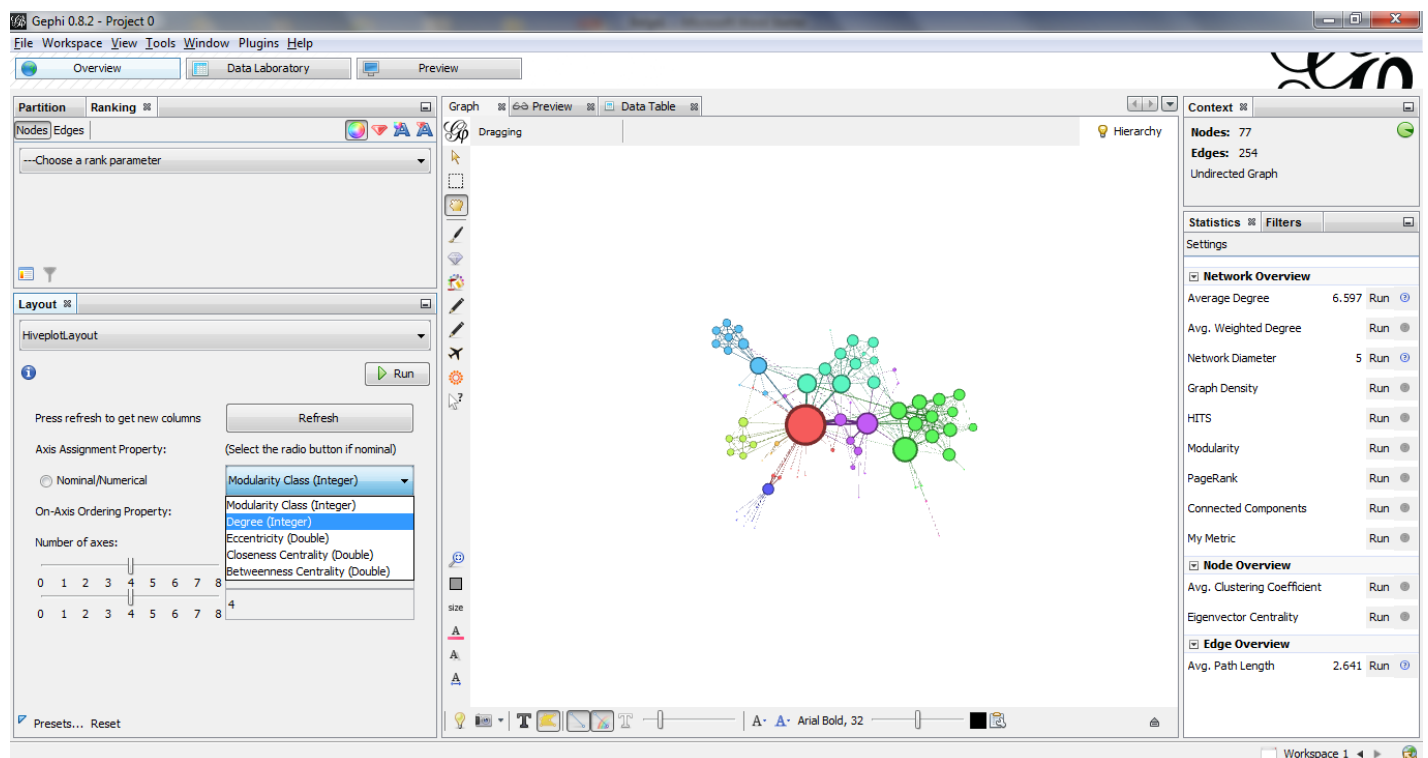 Gephi 0.8.2 - Project 0
File Workspace View Tools Window Plugins Help
Overview Data Laboratory Preview
Partition Ranking
Nodes Edges
---Choose a rank parameter
Layout
HiveplotLayout
Run
Press refresh to get new columns Refresh
Axis Assignment Property: (Select the radio button if nominal)
Nominal/Numerical Modularity Class (Integer)
Modularity Class (Integer)
On-Axis Ordering Property: Degree (Integer)
Eccentricity (Double)
Number of axes: Closeness Centrality (Double)
Betweenness Centrality (Double)
0 1 2 3 4 5 6 7 8
4
0 1 2 3 4 5 6 7 8
Presets... Reset
Graph Preview Data Table
Dragging Hierarchy
size
A
A
A
T T A- A- Arial Bold, 32
Context
Nodes: 77
Edges: 254
Undirected Graph
Statistics Filters
Settings
Network Overview
Average Degree 6.597 Run
Avg. Weighted Degree Run
Network Diameter 5 Run
Graph Density Run
HITS Run
Modularity Run
PageRank Run
Connected Components Run
My Metric Run
Node Overview
Avg. Clustering Coefficient Run
Eigenvector Centrality Run
Edge Overview
Avg. Path Length 2.641 Run
Workspace 1